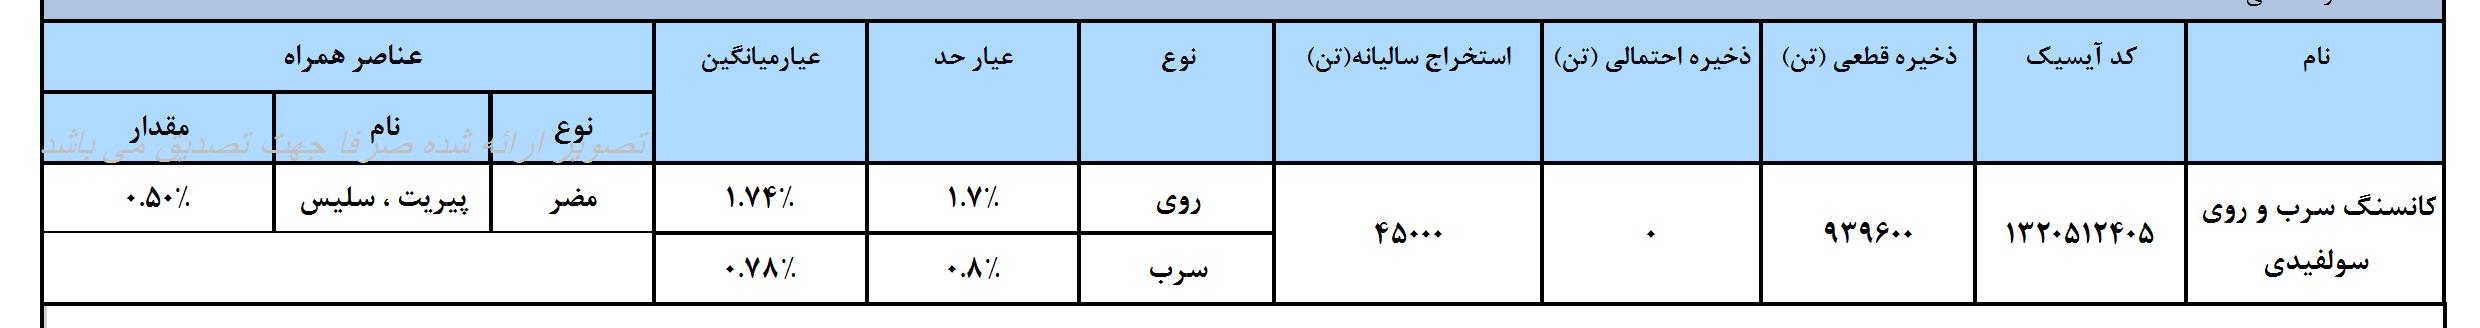 نام کد آیسیک ذخیره قطعی (تن) ذخیره احتمالی (تن) استخراج سالیانه(تن) نوع عیار حد عیارمیانگین عناصر همراه
نوع نام مقدار
تصویر ارائه شده صرفا جهت تصدیق می باشد
کانسنگ سرب و روی سولفیدی ۱۳۲۰۵۱۲۴۰۵ ۹۳۹۶۰۰ ۰ ۴۵۰۰۰ روی ۱.۷% ۱.۷۴% مضر پیریت ، سلیس ۰.۵۰%
سرب ۰.۸% ۰.۷۸%